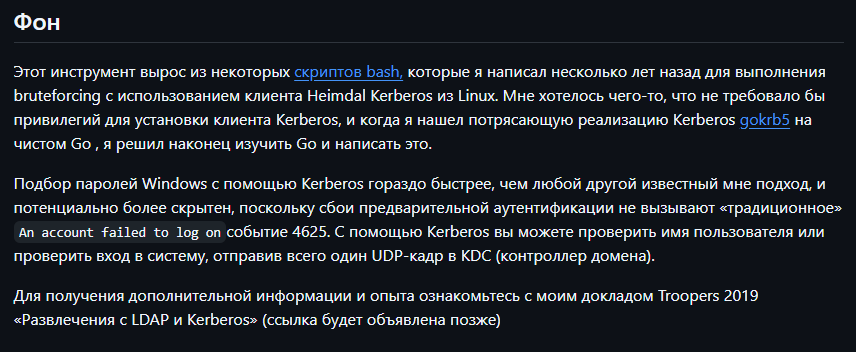 Фон
Этот инструмент вырос из некоторых скриптов bash, которые я написал несколько лет назад для выполнения
bruteforcing с использованием клиента Heimdal Kerberos из Linux. Мне хотелось чего-то, что не требовало бы
привилегий для установки клиента Kerberos, и когда я нашел потрясающую реализацию Kerberos gokrb5 на
чистом Go , я решил наконец изучить Go и написать это.
Подбор паролей Windows с помощью Kerberos гораздо быстрее, чем любой другой известный мне подход, и
потенциально более скрытен, поскольку сбои предварительной аутентификации не вызывают «традиционное»
An account failed to log on событие 4625. С помощью Kerberos вы можете проверить имя пользователя или
проверить вход в систему, отправив всего один UDP-кадр в KDC (контроллер домена).
Для получения дополнительной информации и опыта ознакомьтесь с моим докладом Troopers 2019
«Развлечения с LDAP и Kerberos» (ссылка будет объявлена позже)